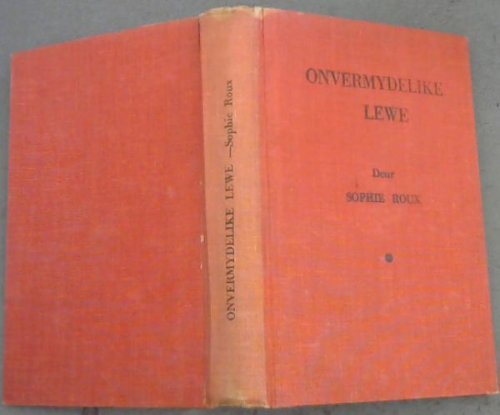 ONVERMYDELIKE LEWE —Sophie Roux
ONVERMYDELIKE
LEWE
Deur
SOPHIE ROUX